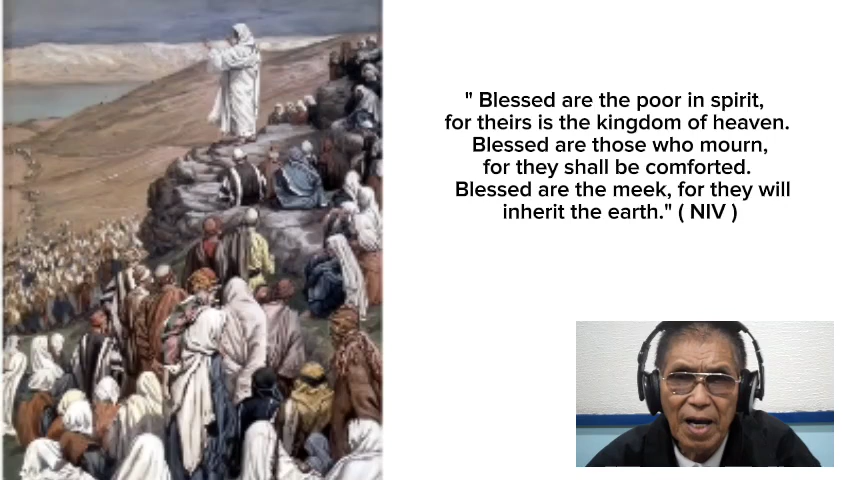 " Blessed are the poor in spirit,
for theirs is the kingdom of heaven.
Blessed are those who mourn,
for they shall be comforted.
Blessed are the meek, for they will
inherit the earth." ( NIV )